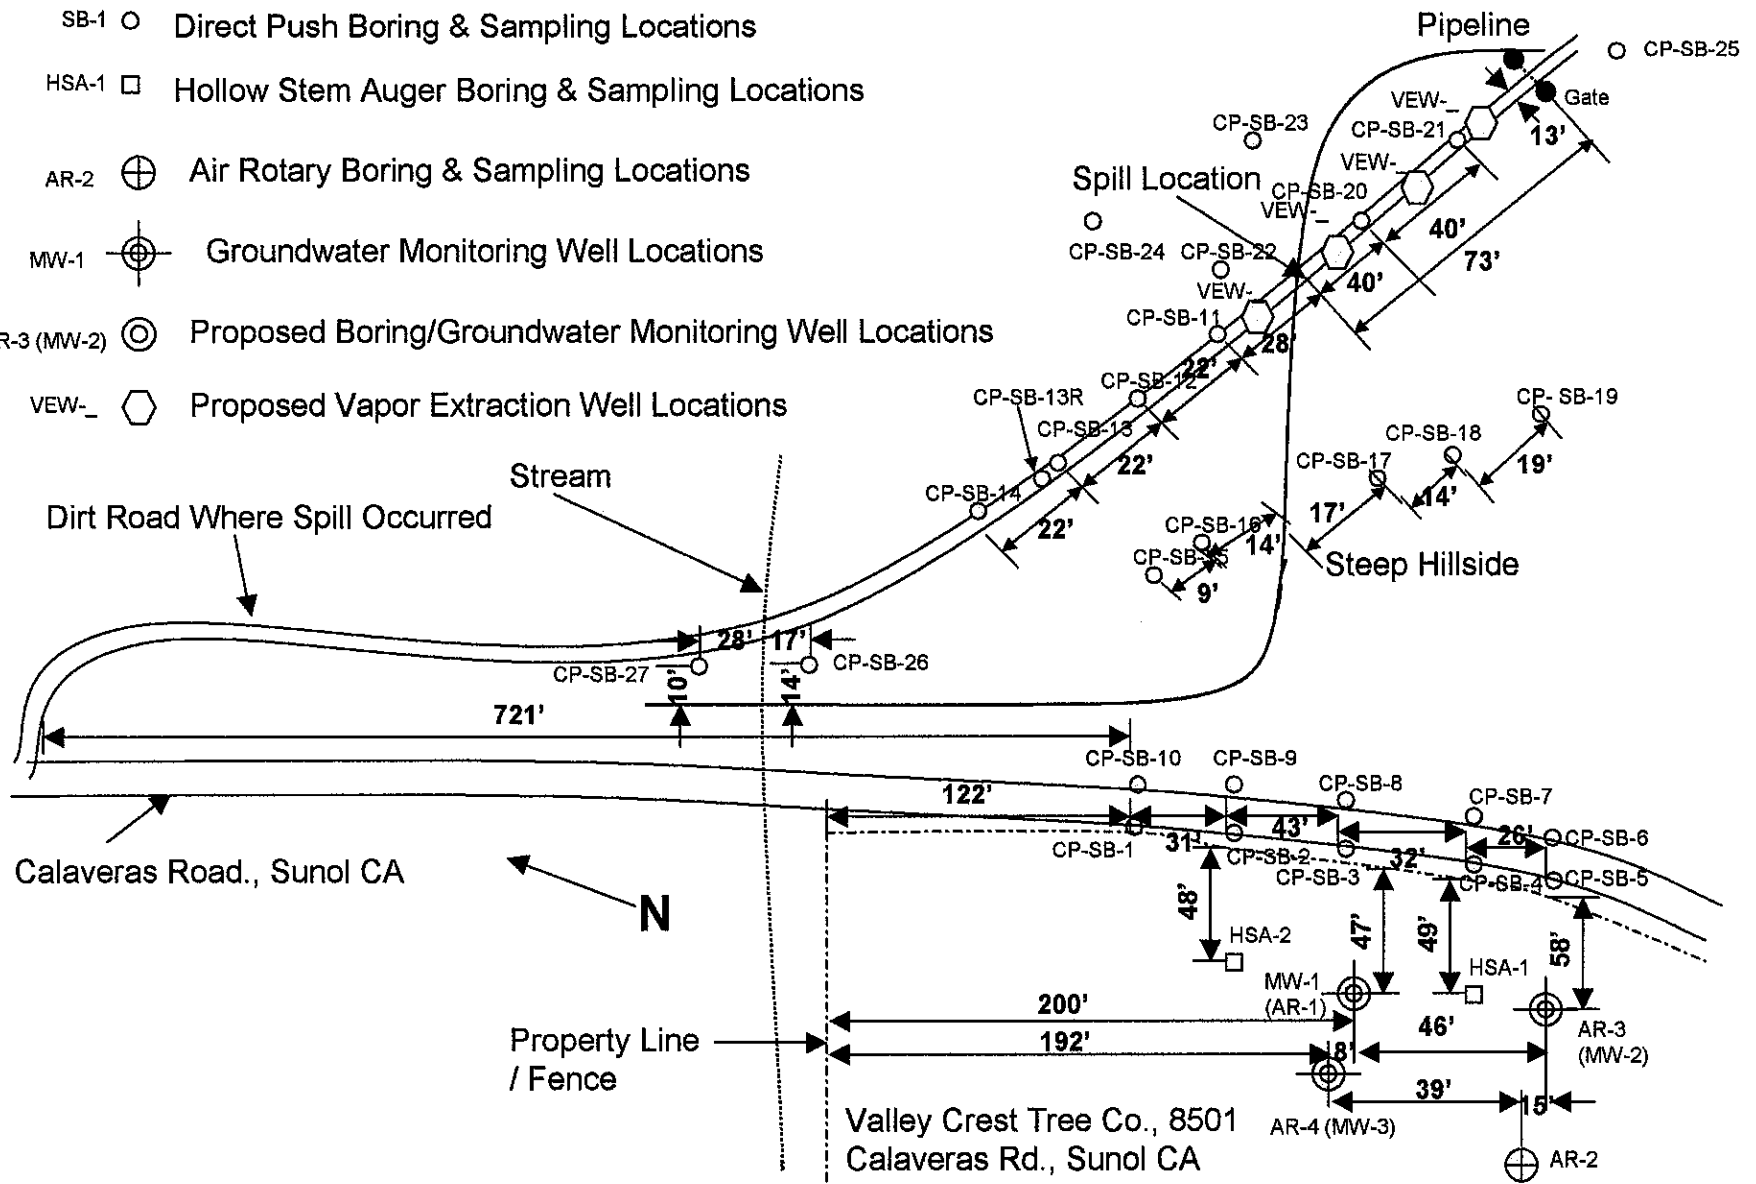 SB-1 Direct Push Boring & Sampling Locations
HSA-1 Hollow Stem Auger Boring & Sampling Locations
AR-2 Air Rotary Boring & Sampling Locations
MW-1 Groundwater Monitoring Well Locations
R-3 (MW-2) Proposed Boring/Groundwater Monitoring Well Locations
VEW-_ Proposed Vapor Extraction Well Locations
Pipeline
CP-SB-25
Gate
VEW-_
CP-SB-23
CP-SB-21
13'
VEW-_
Spill Location
CP-SB-20
VEW-_
40'
CP-SB-24
CP-SB-22
73'
40'
VEW-_
CP-SB-11
28'
22'
CP-SB-12
CP-SB-13R
CP-SB-13
22'
CP-SB-14
22'
CP- SB-19
CP-SB-18
CP-SB-17
19'
14'
17'
CP-SB-16
14'
CP-SB-15
9'
Steep Hillside
Stream
Dirt Road Where Spill Occurred
28'
17'
CP-SB-27
CP-SB-26
10'
14'
721'
CP-SB-10
CP-SB-9
CP-SB-8
CP-SB-7
CP-SB-6
122'
31'
43'
32'
26'
CP-SB-1
CP-SB-2
CP-SB-3
CP-SB-4
CP-SB-5
Calaveras Road., Sunol CA
N
48'
47'
49'
58'
HSA-2
HSA-1
MW-1
(AR-1)
200'
46'
AR-3
(MW-2)
192'
8'
Property Line
/ Fence
39'
15'
AR-4 (MW-3)
AR-2
Valley Crest Tree Co., 8501
Calaveras Rd., Sunol CA